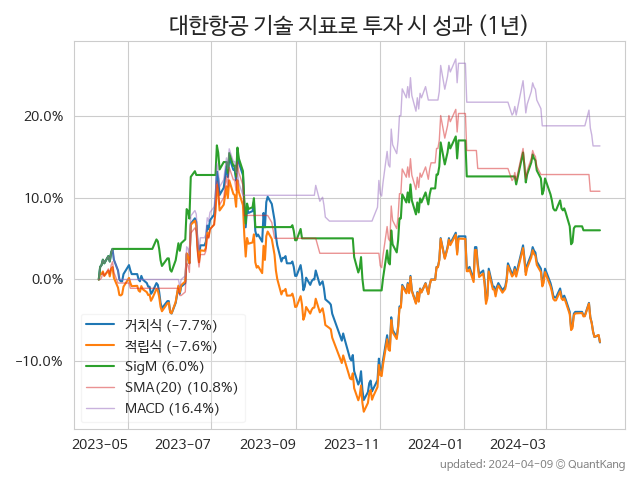 대한항공 기술 지표로 투자 시 성과 (1년)
20.0%
10.0%
0.0%
−10.0%
거치식 (−7.7%)
적립식 (−7.6%)
SigM (6.0%)
SMA(20) (10.8%)
MACD (16.4%)
2023-05 2023-07 2023-09 2023-11 2024-01 2024-03
updated: 2024-04-09 © QuantKang